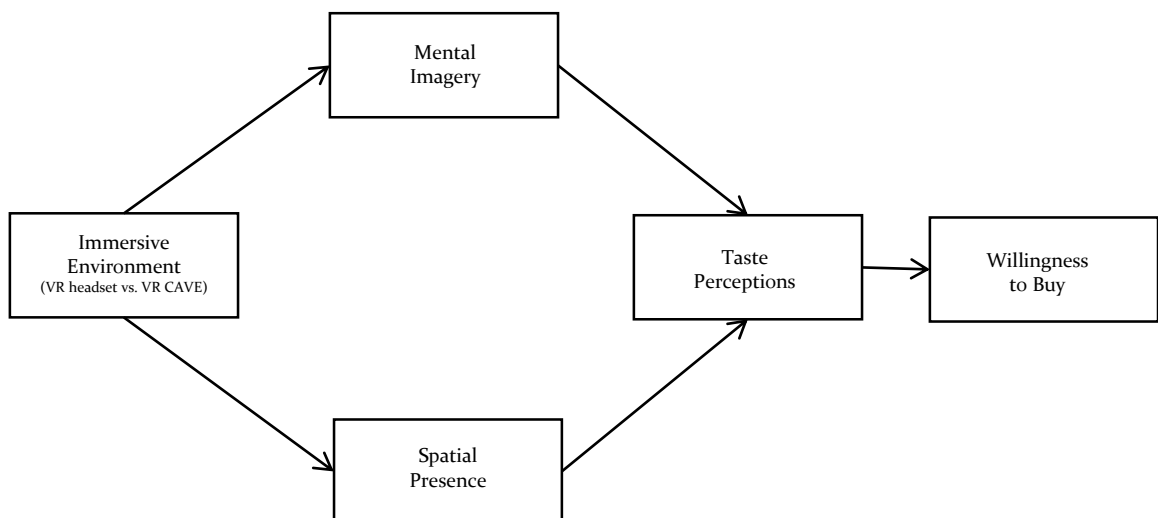 Mental
Imagery
Immersive
Environment
(VR headset vs. VR CAVE)
Taste
Perceptions
Willingness
to Buy
Spatial
Presence